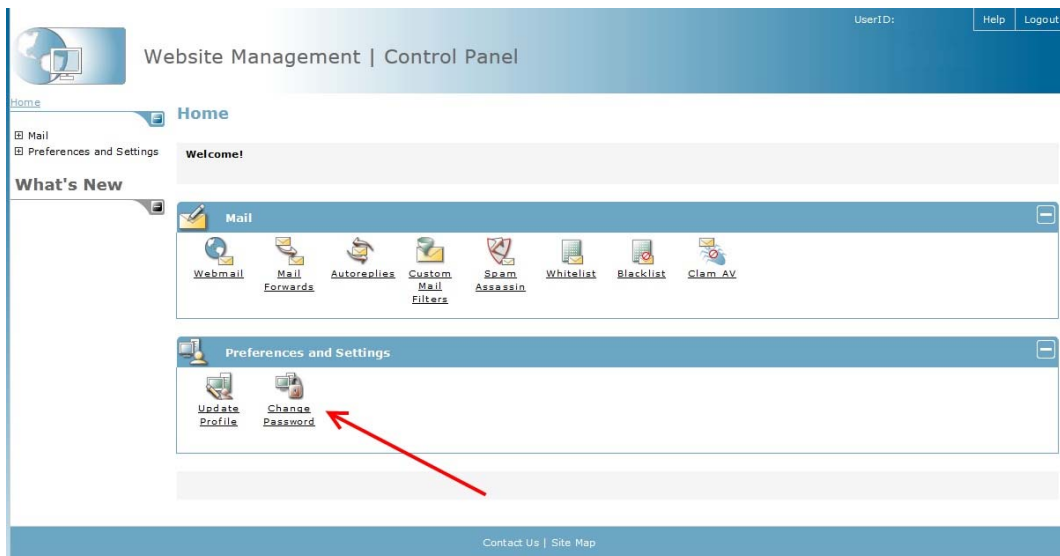 UserID:
Help
Logout
Website Management | Control Panel
Home
Mail
Preferences and Settings
What's New
Home
Welcome!
Mail
Webmail
Mail
Forwards
Autoreplies
Custom
Mail
Filters
Spam
Assassin
Whitelist
Blacklist
Clam AV
Preferences and Settings
Update
Profile
Change
Password
Contact Us | Site Map